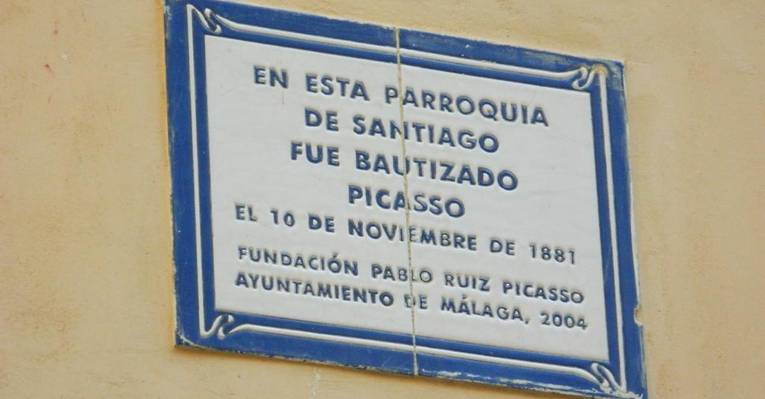 EN ESTA PARROQUIA
DE SANTIAGO
FUE BAUTIZADO
PICASSO
EL 10 DE NOVIEMBRE DE 1881
FUNDACIÓN PABLO RUIZ PICASSO
AYUNTAMIENTO DE MÁLAGA, 2004